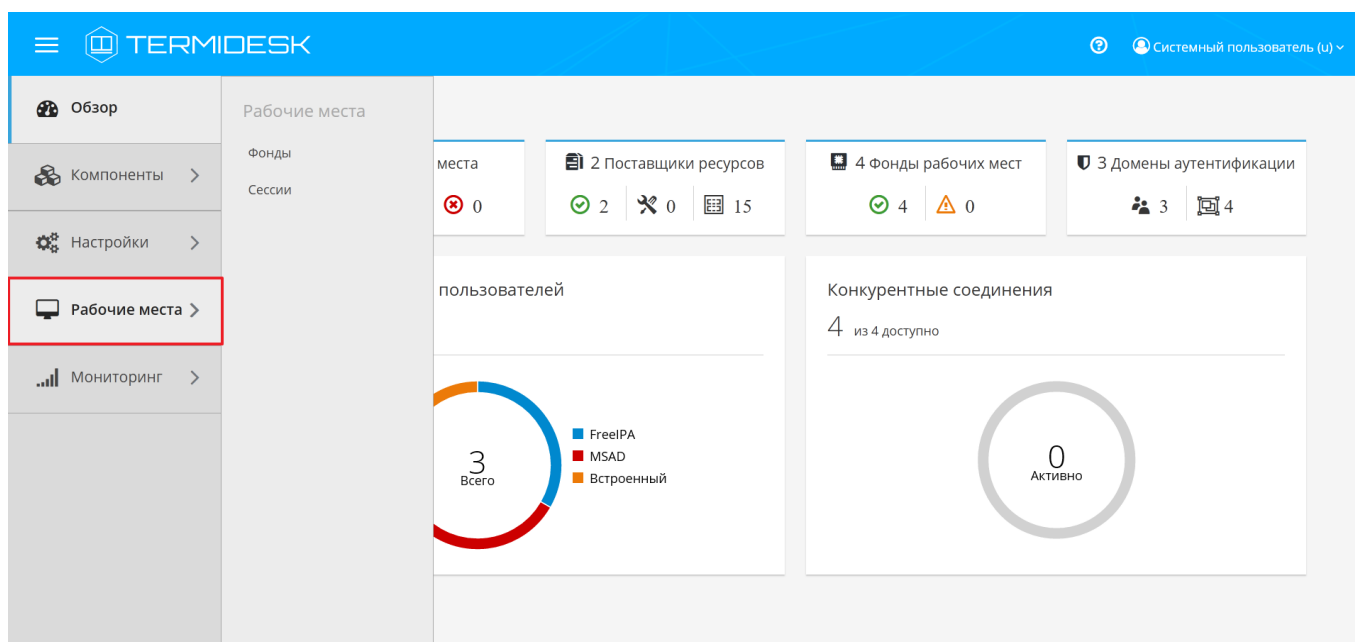 TERMIDESK
Системный пользователь (u)
Обзор
Компоненты
Настройки
Рабочие места
Мониторинг
Рабочие места
Фонды
Сессии
места
0
2 Поставщики ресурсов
2 0 15
4 Фонды рабочих мест
4 0
3 Домены аутентификации
3 4
пользователей
3
Всего
FreeIPA
MSAD
Встроенный
Конкурентные соединения
4 из 4 доступно
0
Активно